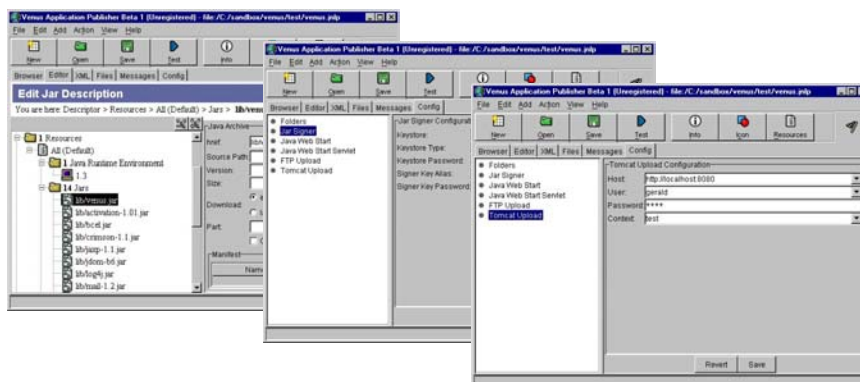 Venus Application Publisher Beta 1 (Unregistered) - file:/C:/sandbox/venus/test/venus.jnlp
File Edit Add Action View Help
New Open Save Test Info
Browser Editor XML Files Messages Config
Edit Jar Description
You are here: Descriptor > Resources > All (Default) > Jars > lib/venus
1 Resources
All (Default)
1 Java Runtime Environment
1.3
14 Jars
lib/venus.jar
lib/activation-1.01.jar
lib/bcel.jar
lib/crimson-1.1.jar
lib/jaxp-1.1.jar
lib/jdom-b6.jar
lib/log4j.jar
lib/mail-1.2.jar
Java Archive
href:
Source Path:
Version:
Size:
Download:
Part:
Manifest
Name
Venus Application Publisher Beta 1 (Unregistered) - file:/C:/sandbox/venus/test/venus.jnlp
File Edit Add Action View Help
New Open Save Test
Browser Editor XML Files Messages Config
Folders
Jar Signer
Java Web Start
Java Web Start Servlet
FTP Upload
Tomcat Upload
Jar Signer Configurat
Keystore:
Keystore Type:
Keystore Password:
Signer Key Alias:
Signer Key Password:
Venus Application Publisher Beta 1 (Unregistered) - file:/C:/sandbox/venus/test/venus.jnlp
File Edit Add Action View Help
New Open Save Test Info Icon Resources
Browser Editor XML Files Messages Config
Folders
Jar Signer
Java Web Start
Java Web Start Servlet
FTP Upload
Tomcat Upload
Tomcat Upload Configuration
Host: http://localhost:8080
User: gerald
Password: ****
Context: test
Revert Save